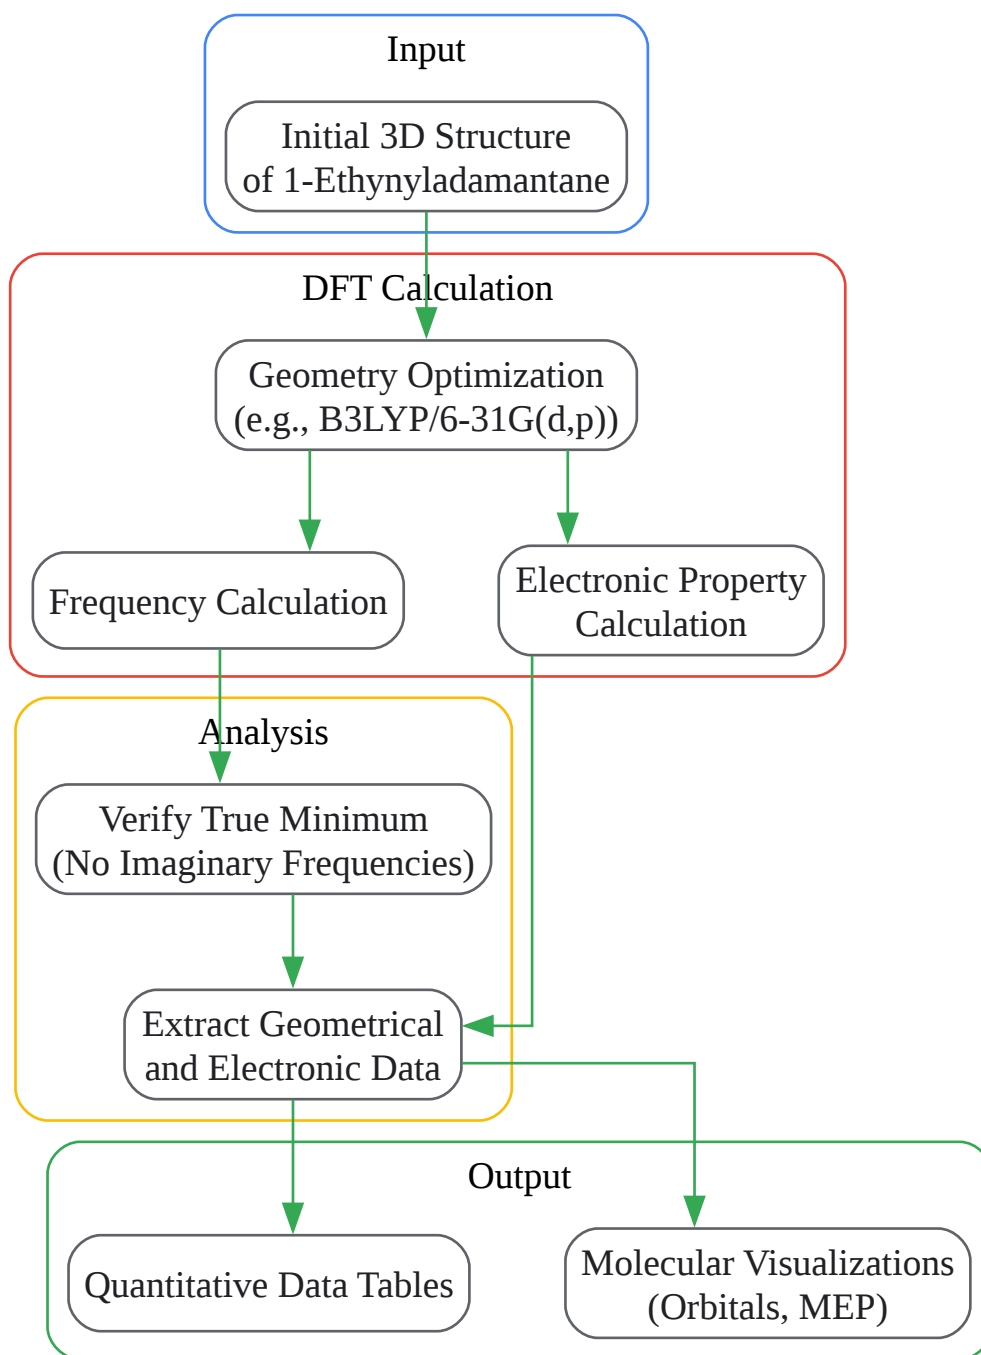 Input
Initial 3D Structure
of 1-Ethynyladamantane
DFT Calculation
Geometry Optimization
(e.g., B3LYP/6-31G(d,p))
Frequency Calculation
Electronic Property
Calculation
Analysis
Verify True Minimum
(No Imaginary Frequencies)
Extract Geometrical
and Electronic Data
Output
Quantitative Data Tables
Molecular Visualizations
(Orbitals, MEP)